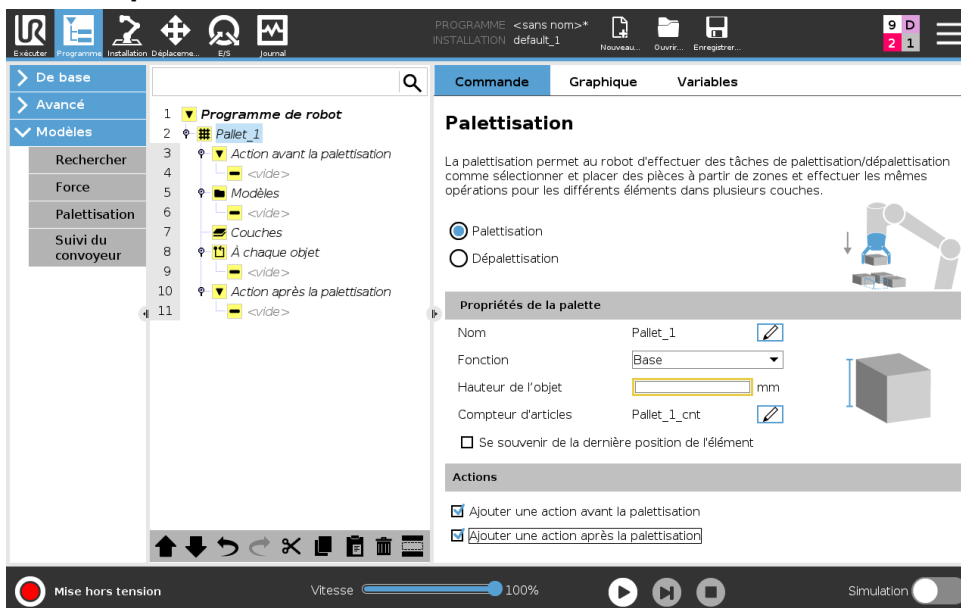 UR
PROGRAMME <sans nom>*
INSTALLATION default_1
Exécuter
Programme
Installation
Déplaceme...
E/S
Journal
Nouveau...
Ouvrir...
Enregistrer...
9 D
2 1
De base
Avancé
Modèles
Rechercher
Force
Palettisation
Suivi du
convoyeur
1 Programme de robot
2 Pallet_1
3 Action avant la palettisation
4 <vide>
5 Modèles
6 <vide>
7 Couches
8 À chaque objet
9 <vide>
10 Action après la palettisation
11 <vide>
Commande Graphique Variables
Palettisation
La palettisation permet au robot d'effectuer des tâches de palettisation/dépalettisation
comme sélectionner et placer des pièces à partir de zones et effectuer les mêmes
opérations pour les différents éléments dans plusieurs couches.
Palettisation
Dépalettisation
Propriétés de la palette
Nom Pallet_1
Fonction Base
Hauteur de l'objet mm
Compteur d'articles Pallet_1_cnt
Se souvenir de la dernière position de l'élément
Actions
Ajouter une action avant la palettisation
Ajouter une action après la palettisation
Mise hors tension
Vitesse 100%
Simulation